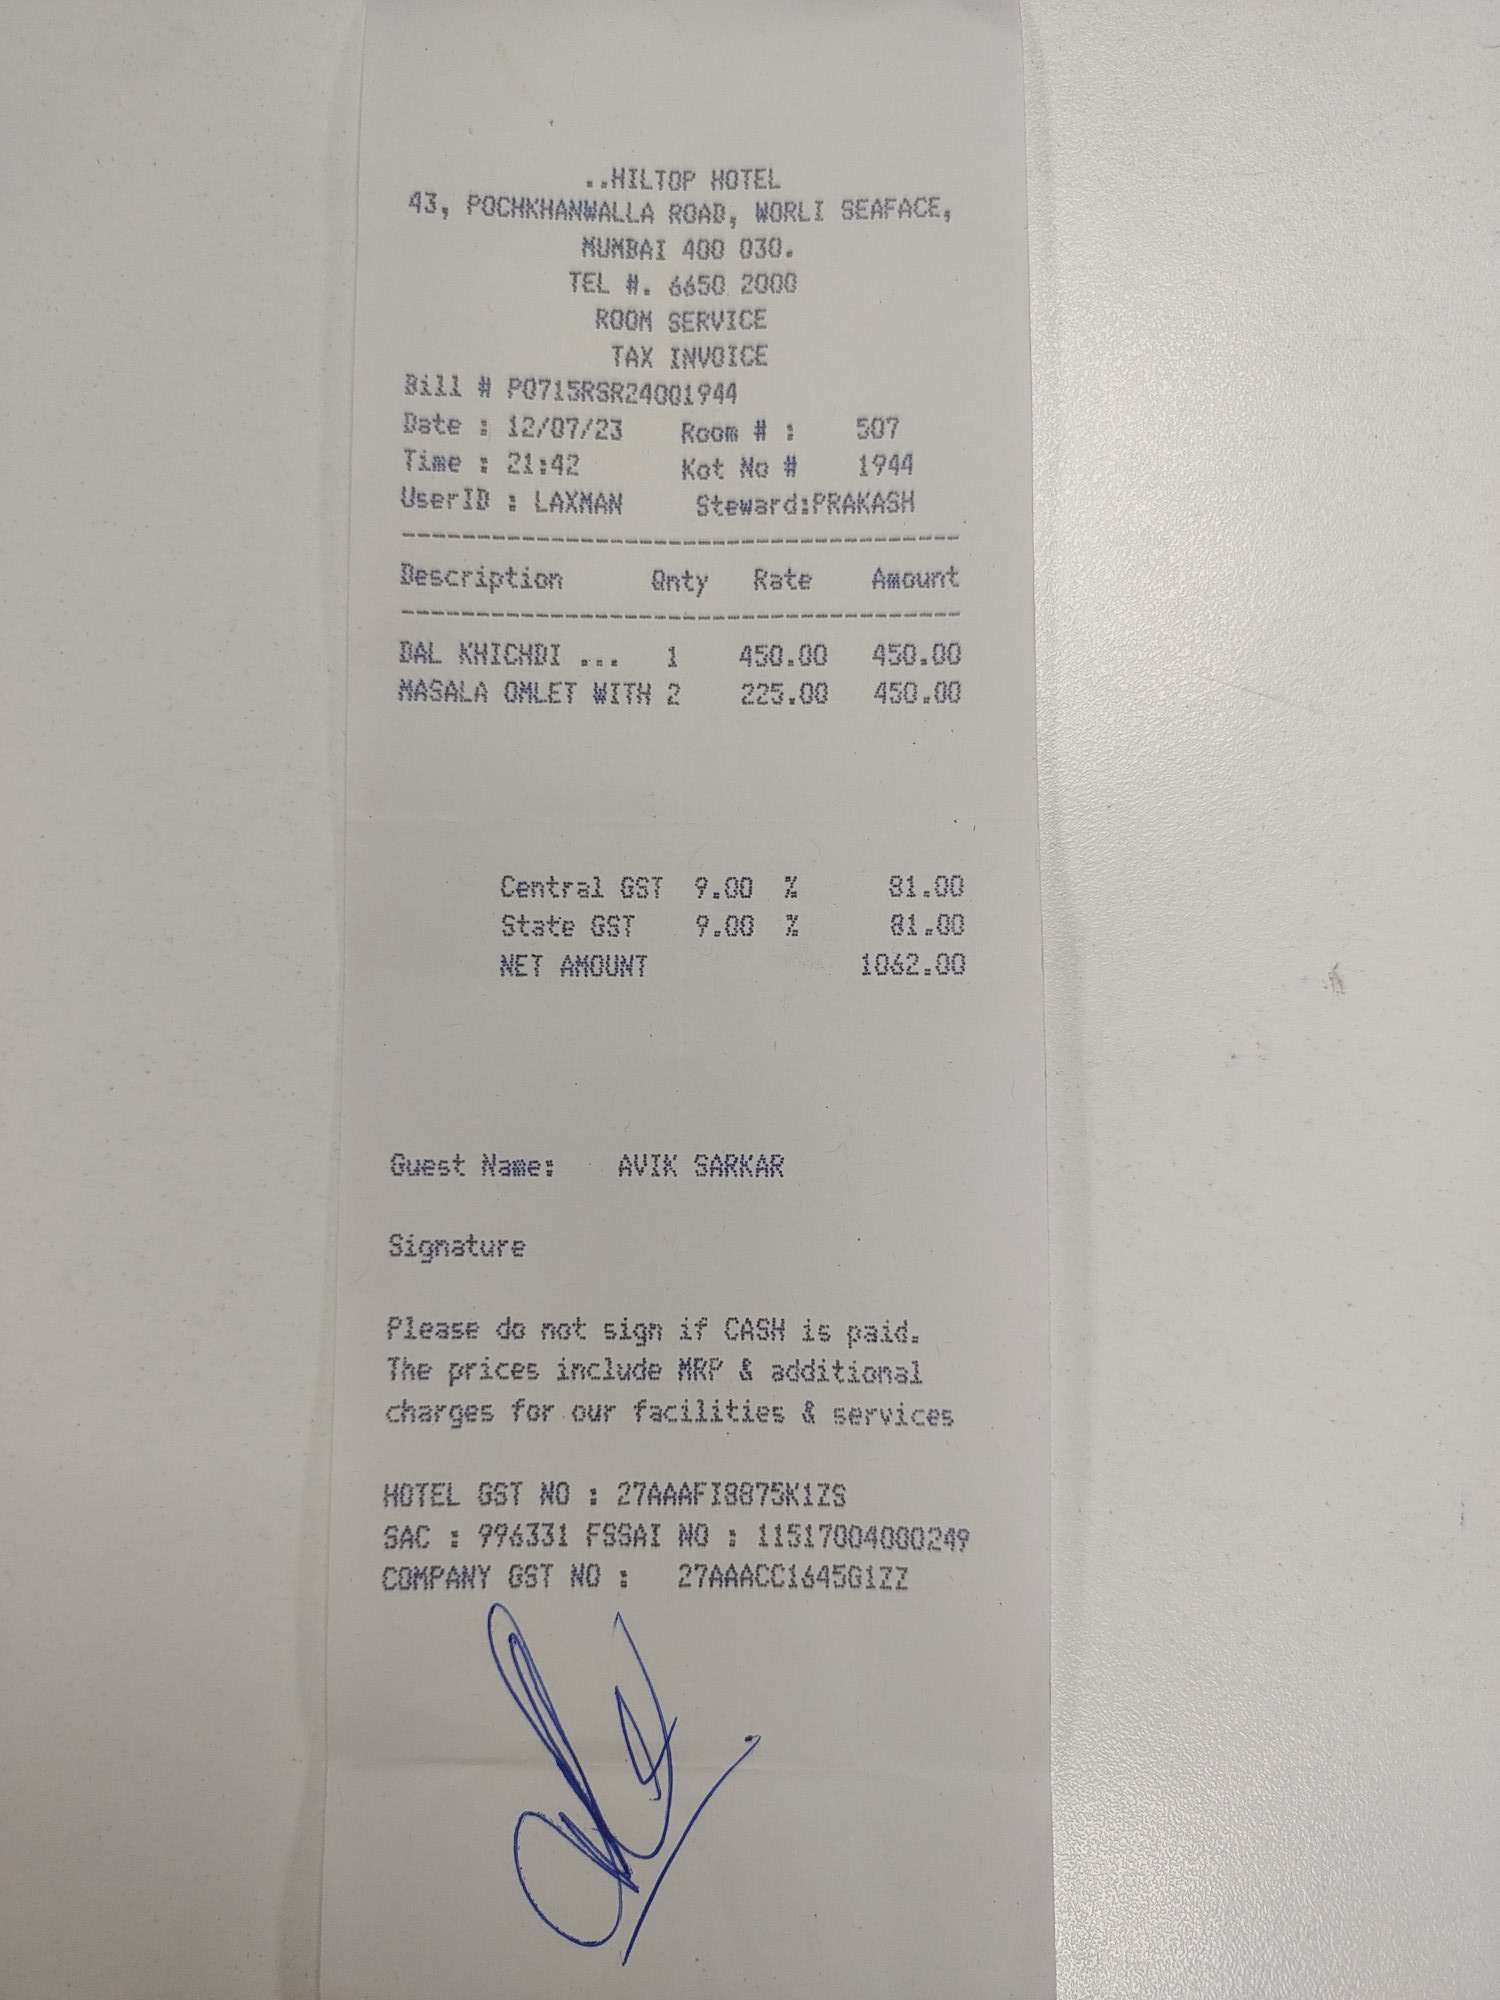 ..HILTOP HOTEL
43, POCHKHANWALLA ROAD, WORLI SEAFACE,
MUMBAI 400 030.
TEL #. 6650 2000
ROOM SERVICE
TAX INVOICE
Bill # P0715RSR24001944
Date : 12/07/23 Room # : 507
Time : 21:42 Kot No # 1944
UserID : LAXMAN Steward:PRAKASH
Description Qnty Rate Amount
DAL KHICHDI ... 1 450.00 450.00
MASALA OMLET WITH 2 225.00 450.00
Central GST 9.00 % 81.00
State GST 9.00 % 81.00
NET AMOUNT 1062.00
Guest Name: AVIK SARKAR
Signature
Please do not sign if CASH is paid.
The prices include MRP & additional
charges for our facilities & services
HOTEL GST NO : 27AAAFI8875K1ZS
SAC : 996331 FSSAI NO : 11517004000249
COMPANY GST NO : 27AAACC1645G1ZZ